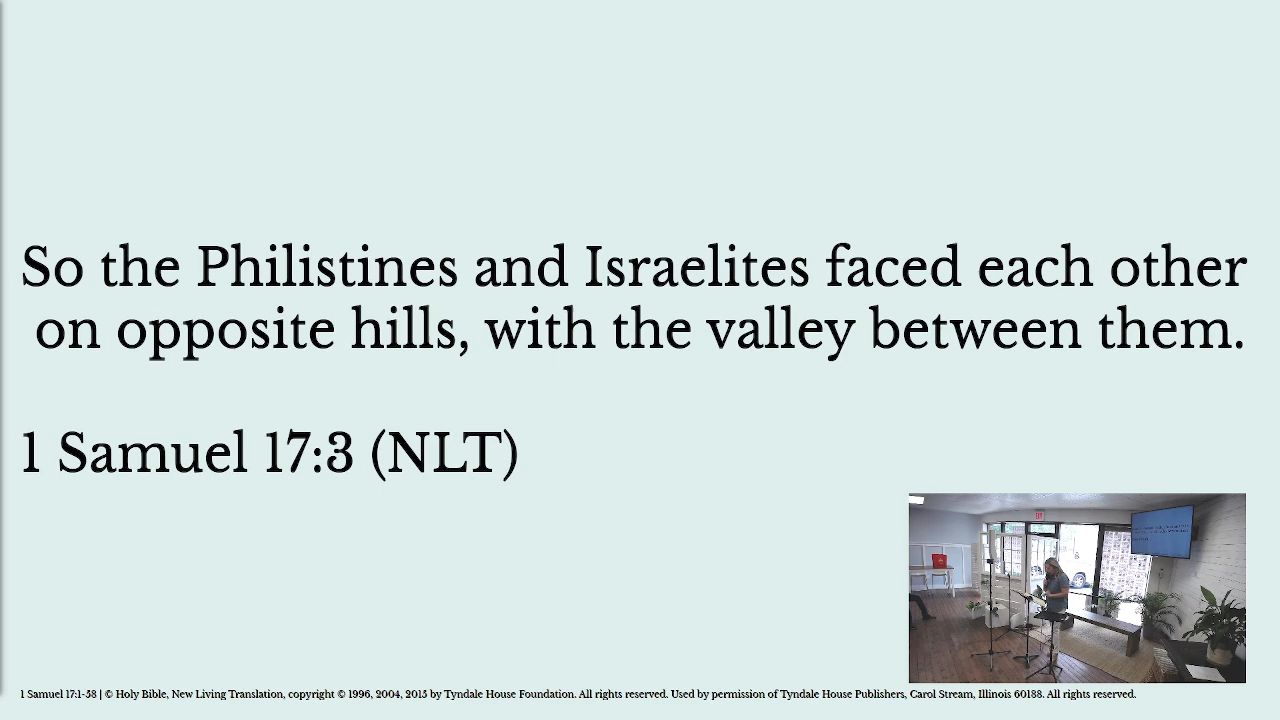 So the Philistines and Israelites faced each other
on opposite hills, with the valley between them.
1 Samuel 17:3 (NLT)
1 Samuel 17:1-58 | © Holy Bible, New Living Translation, copyright © 1996, 2004, 2015 by Tyndale House Foundation. All rights reserved. Used by permission of Tyndale House Publishers, Carol Stream, Illinois 60188. All rights reserved.